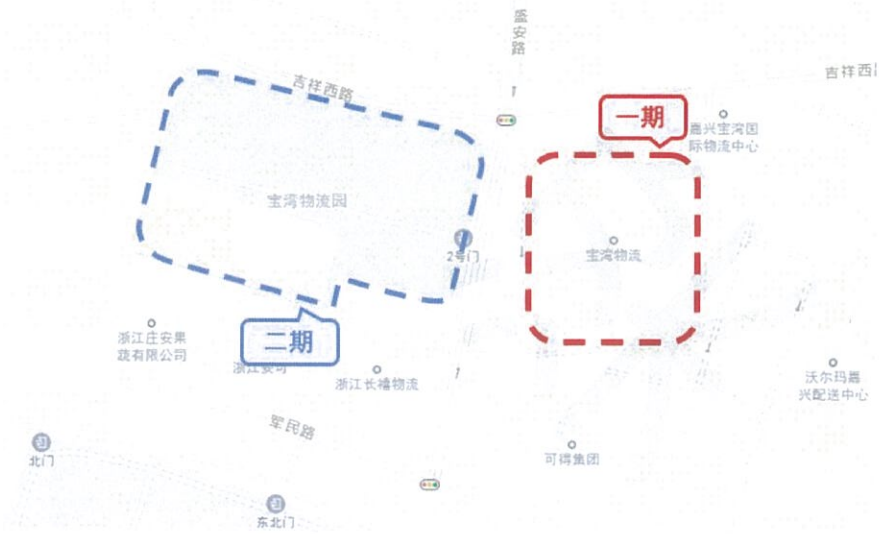 盛安路
吉祥西路
吉祥西路
一期
嘉兴宝湾国
际物流中心
宝湾物流园
2号门
宝湾物流
浙江庄安果
蔬有限公司
二期
浙江长禧物流
沃尔玛嘉
兴配送中心
军民路
北门
可得集团
东北门